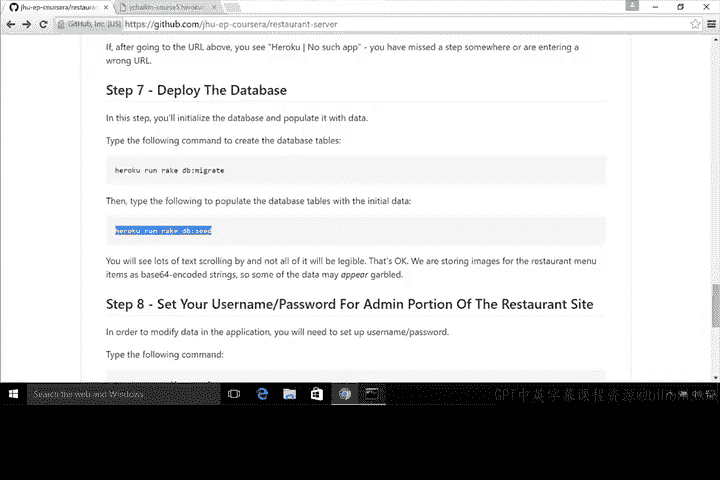 jhu-ep-coursera/restaur
ychaikin-course5.heroku
GitHub, Inc. [US]
https://github.com/jhu-ep-coursera/restaurant-server
If, after going to the URL above, you see "Heroku | No such app" - you have missed a step somewhere or are entering a
wrong URL.
Step 7 - Deploy The Database
In this step, you'll initialize the database and populate it with data.
Type the following command to create the database tables:
heroku run rake db:migrate
Then, type the following to populate the database tables with the initial data:
heroku run rake db:seed
You will see lots of text scrolling by and not all of it will be legible. That's OK. We are storing images for the restaurant menu
items as base64-encoded strings, so some of the data may appear garbled.
Step 8 - Set Your Username/Password For Admin Portion Of The Restaurant Site
In order to modify data in the application, you will need to set up username/password.
Type the following command:
Search the web and Windows